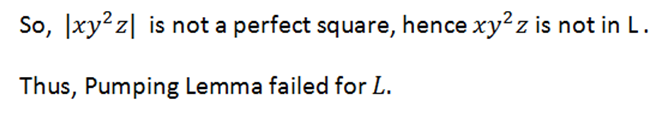 So, |xy²z| is not a perfect square, hence xy²z is not in L.
Thus, Pumping Lemma failed for L.